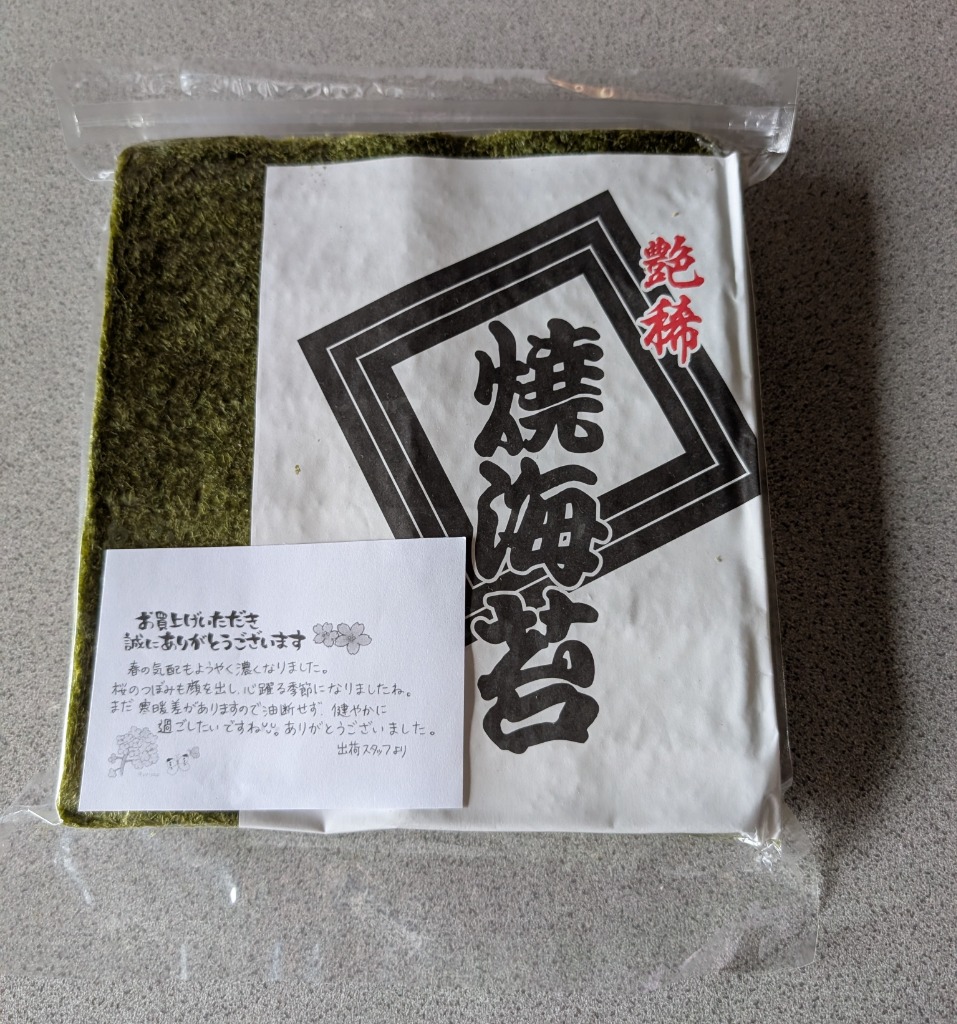 艶稀
焼海苔
お買上げいただき
誠にありがとうございます
春の気配もようやく濃くなりました。
桜のつぼみも顔を出し、心躍る季節になりましたね。
まだ寒暖差がありますので油断せず、健やかに
過ごしたいですね。ありがとうございました。
出荷スタッフより